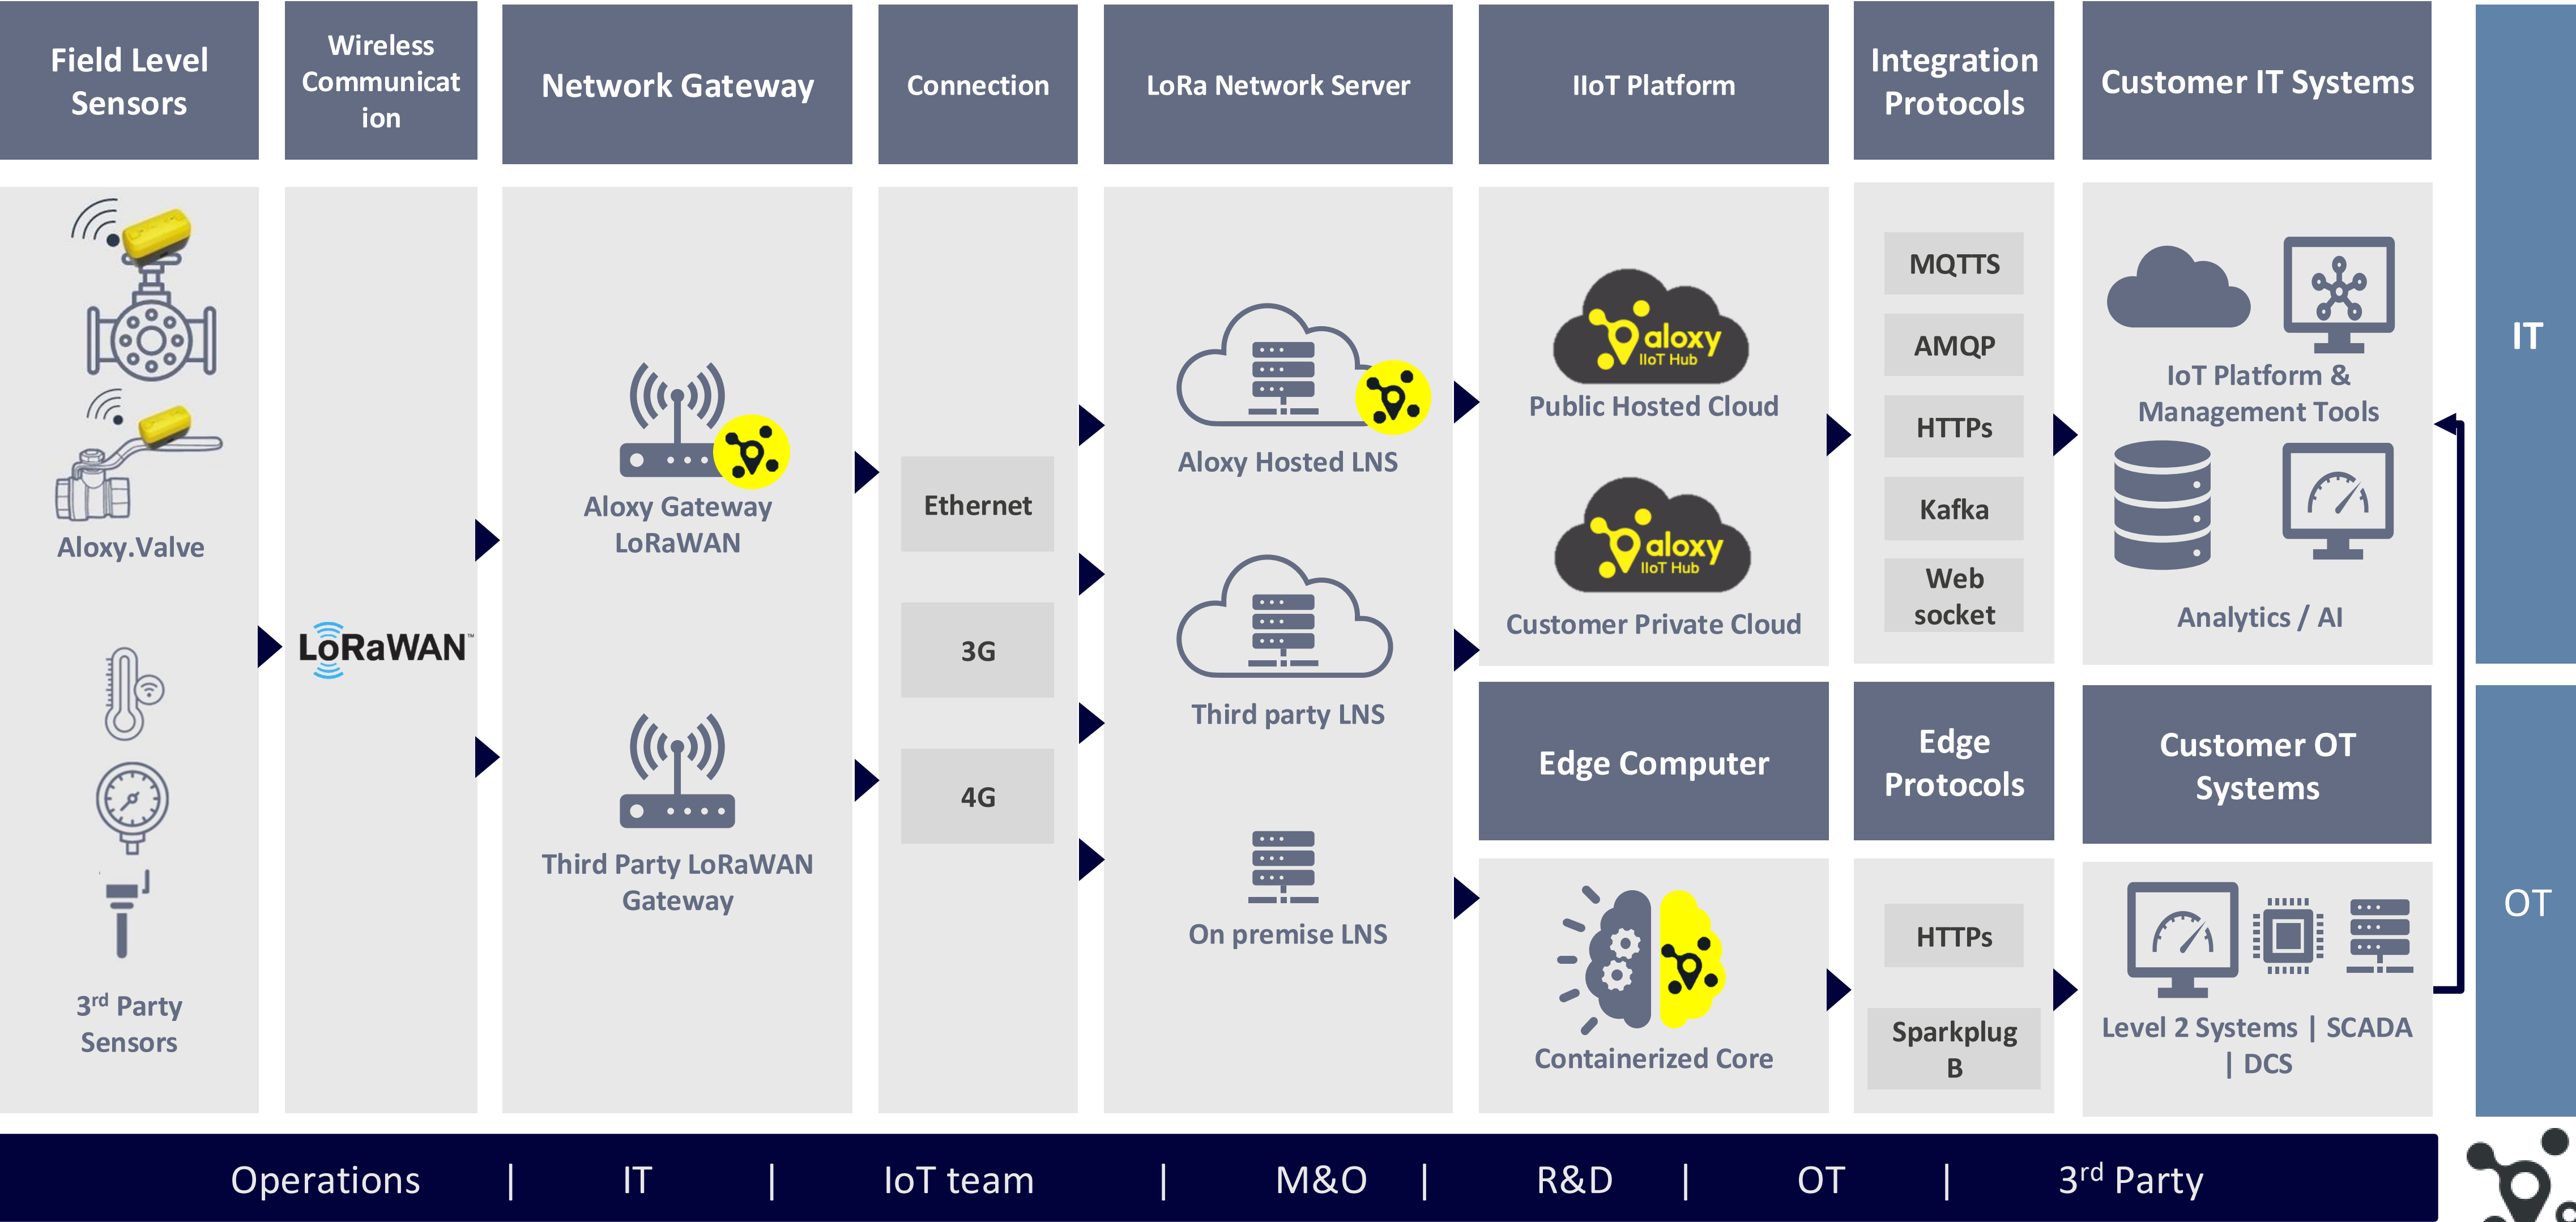 Field Level
Sensors
Wireless
Communicat
ion
Network Gateway
Connection
LoRa Network Server
IIoT Platform
Integration
Protocols
Customer IT Systems
IT
Aloxy.Valve
3rd Party
Sensors
LoRaWAN™
Aloxy Gateway
LoRaWAN
Third Party LoRaWAN
Gateway
Ethernet
3G
4G
Aloxy Hosted LNS
Third party LNS
On premise LNS
aloxy
IIoT Hub
Public Hosted Cloud
aloxy
IIoT Hub
Customer Private Cloud
MQTTS
AMQP
HTTPs
Kafka
Web
socket
IoT Platform &
Management Tools
Analytics / AI
Edge Computer
Edge
Protocols
Customer OT
Systems
OT
Containerized Core
HTTPs
Sparkplug
B
Level 2 Systems | SCADA
| DCS
Operations | IT | IoT team | M&O | R&D | OT | 3rd Party